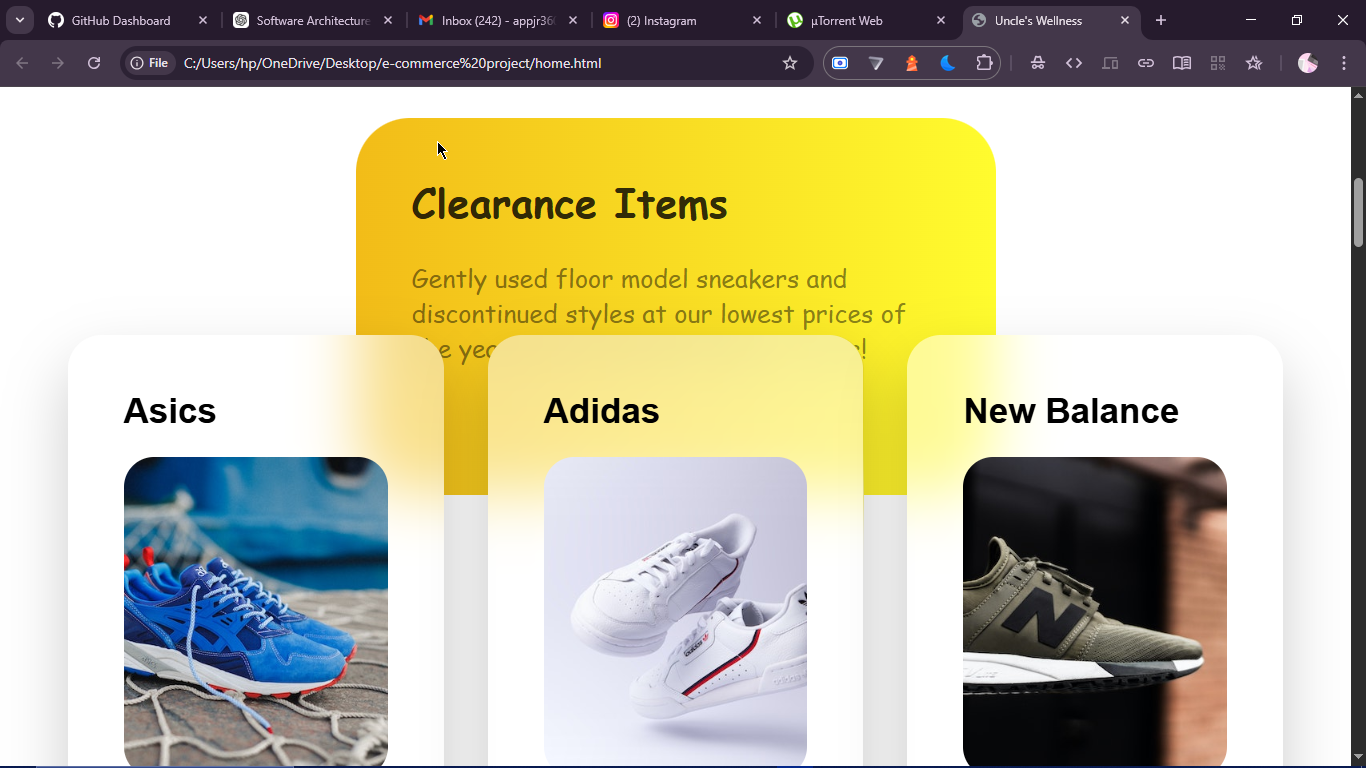 GitHub Dashboard
Software Architecture
Inbox (242) - appjr36
(2) Instagram
µTorrent Web
Uncle's Wellness
File
C:/Users/hp/OneDrive/Desktop/e-commerce%20project/home.html
Clearance Items
Gently used floor model sneakers and
discontinued styles at our lowest prices of
Asics
Adidas
New Balance
adidas
N